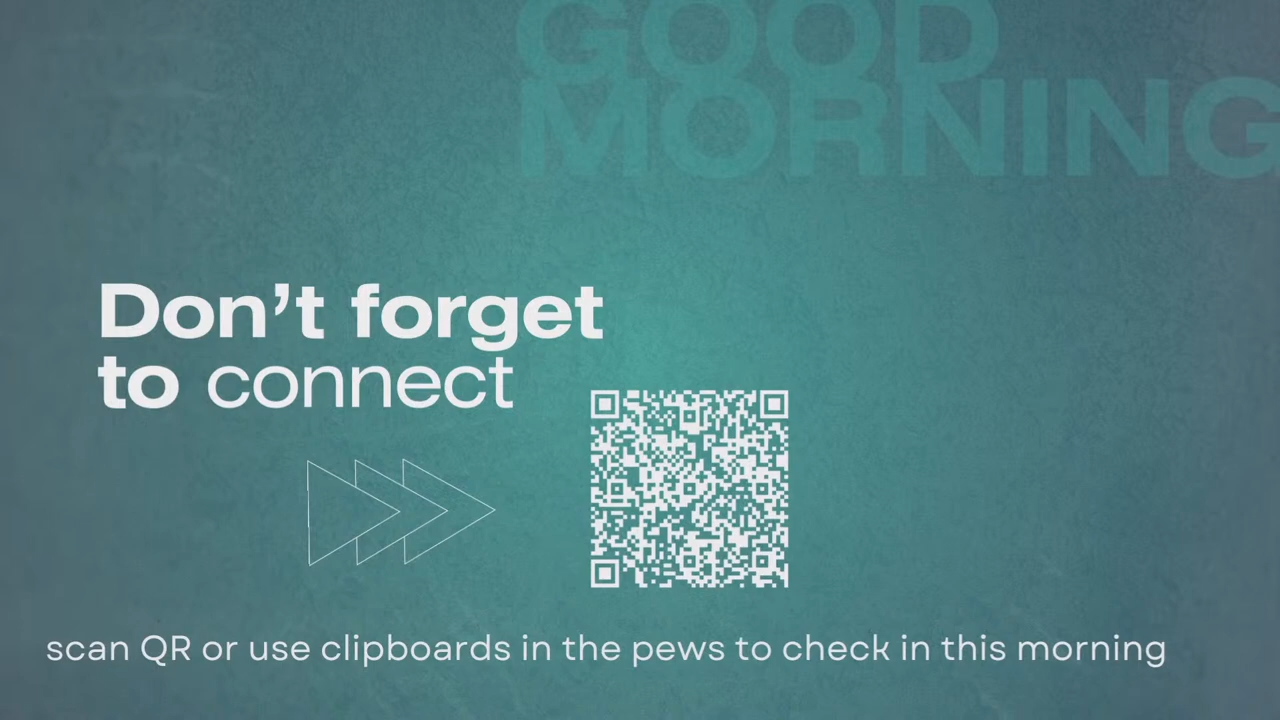 GOOD
MORNING
Don’t forget
to connect
scan QR or use clipboards in the pews to check in this morning